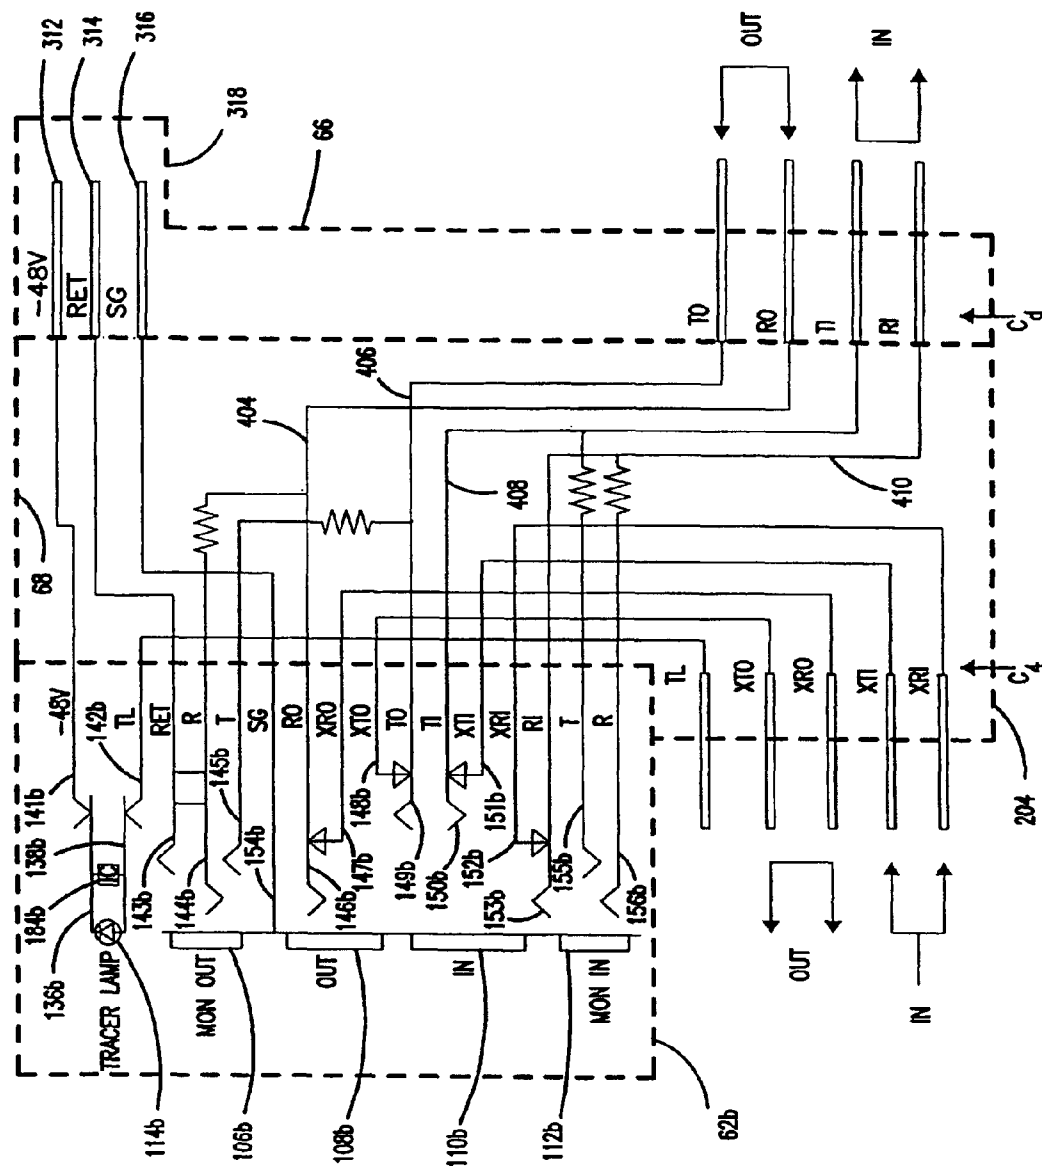 312
314
316
318
66
OUT
IN
-48V
RET
SG
TO
RO
TI
RI
Cd
68
404
406
408
410
-48V
TL
RET
R
T
SG
RO
XRO
XTO
TO
TI
XTI
XRI
RI
T
R
TL
XTO
XRO
XTI
XRI
C4
204
141b
142b
138b
184b
136b
143b
144b
145b
154b
146b
147b
148b
149b
150b
151b
152b
153b
155b
156b
IC
TRACER LAMP
MON OUT
OUT
IN
MON IN
OUT
IN
114b
106b
108b
110b
112b
62b